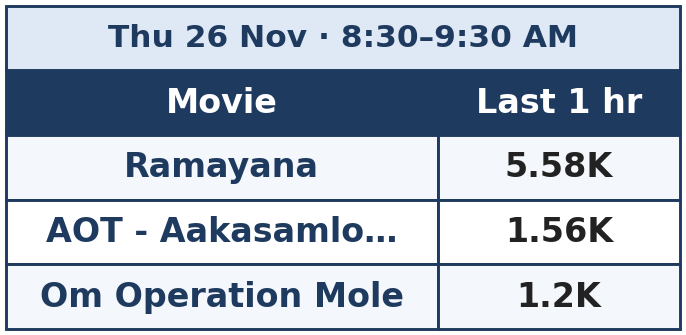 Thu 26 Nov · 8:30–9:30 AM
Movie Last 1 hr
Ramayana 5.58K
AOT - Aakasamlo... 1.56K
Om Operation Mole 1.2K